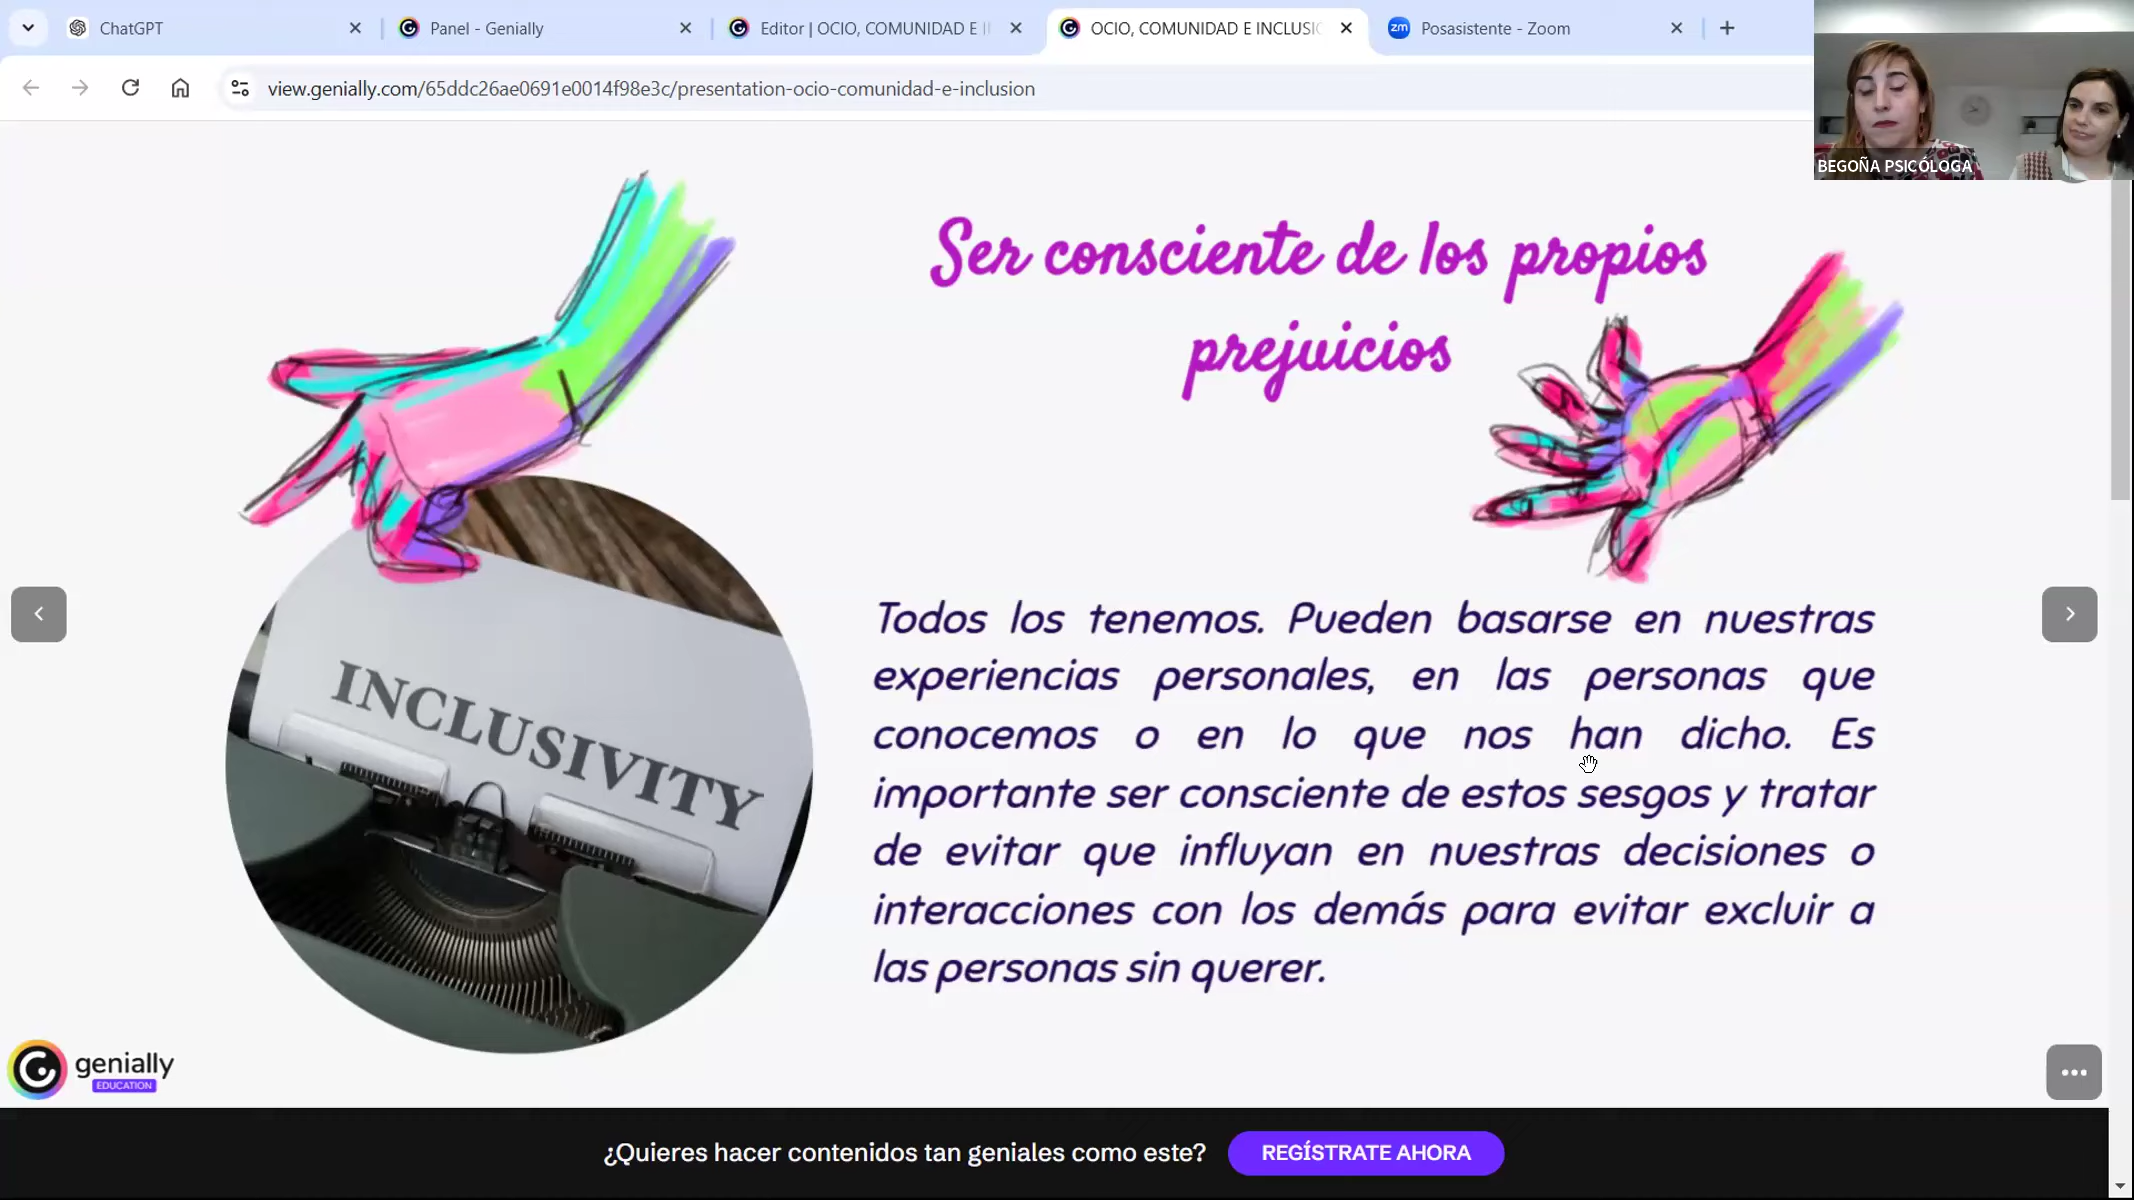 ChatGPT
Panel - Genially
Editor | OCIO, COMUNIDAD E I
OCIO, COMUNIDAD E INCLUSI
Posasistente - Zoom
zm
view.genially.com/65ddc26ae0691e0014f98e3c/presentation-ocio-comunidad-e-inclusion
BEGOÑA PSICÓLOGA
Ser consciente de los propios
prejuicios
INCLUSIVITY
Todos los tenemos. Pueden basarse en nuestras
experiencias personales, en las personas que
conocemos o en lo que nos han dicho. Es
importante ser consciente de estos sesgos y tratar
de evitar que influyan en nuestras decisiones o
interacciones con los demás para evitar excluir a
las personas sin querer.
genially
EDUCATION
¿Quieres hacer contenidos tan geniales como este?
REGÍSTRATE AHORA